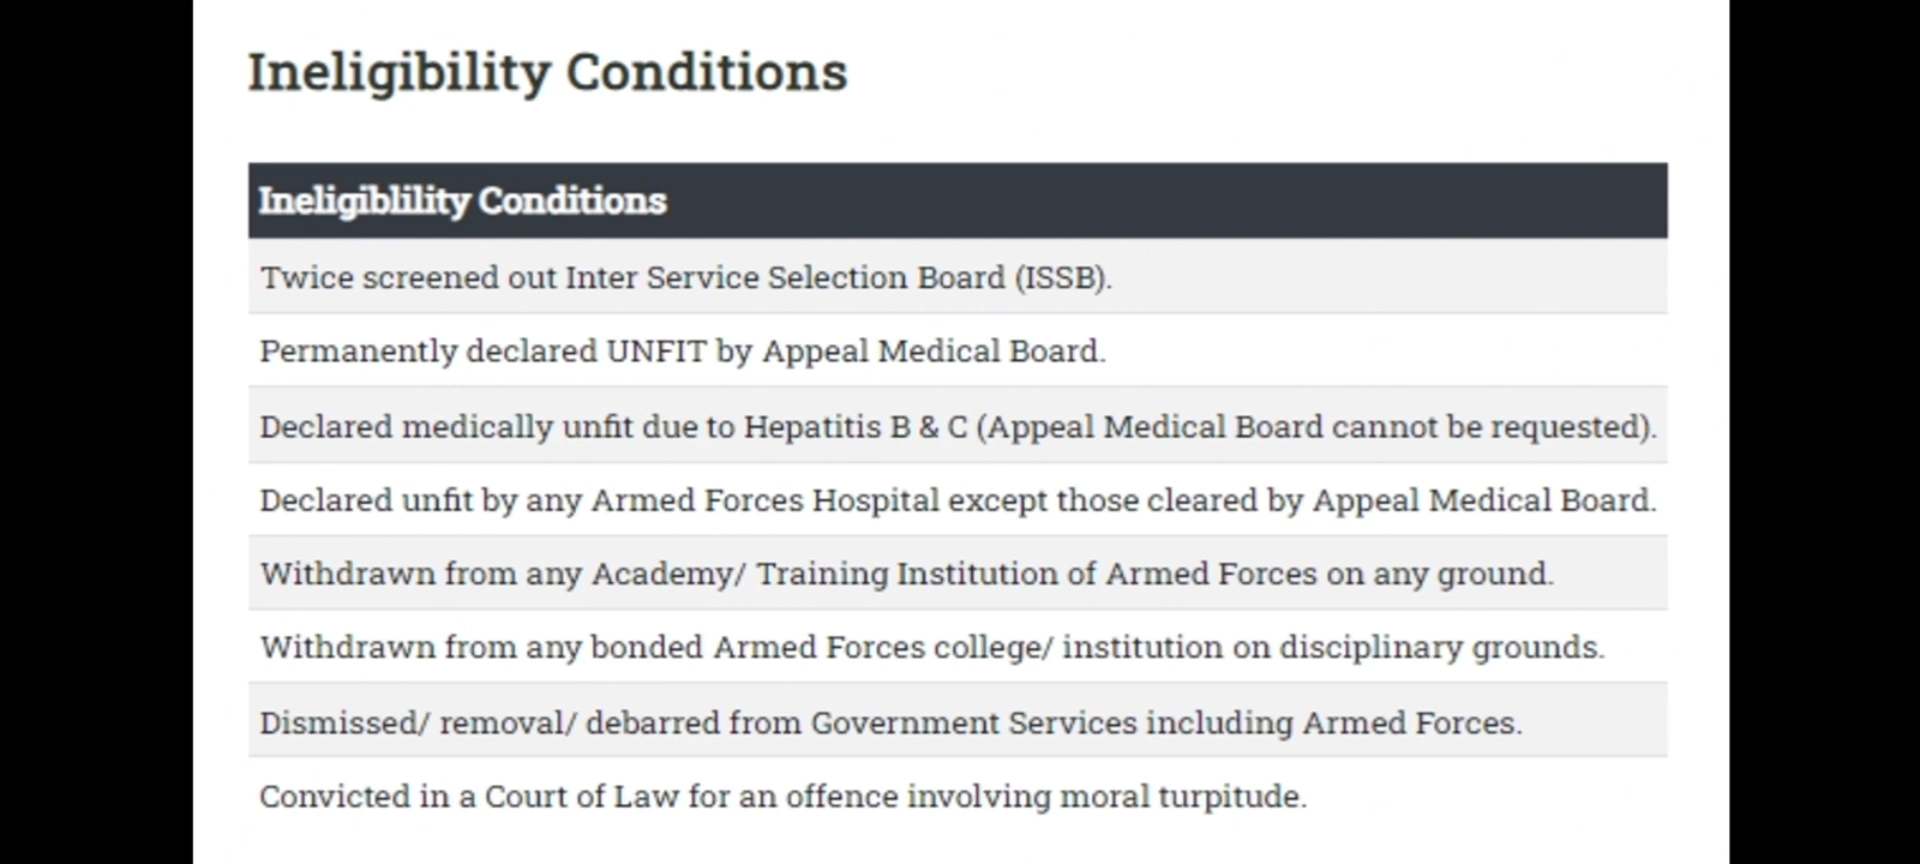 Ineligibility Conditions
Ineligiblility Conditions
Twice screened out Inter Service Selection Board (ISSB).
Permanently declared UNFIT by Appeal Medical Board.
Declared medically unfit due to Hepatitis B & C (Appeal Medical Board cannot be requested).
Declared unfit by any Armed Forces Hospital except those cleared by Appeal Medical Board.
Withdrawn from any Academy/ Training Institution of Armed Forces on any ground.
Withdrawn from any bonded Armed Forces college/ institution on disciplinary grounds.
Dismissed/ removal/ debarred from Government Services including Armed Forces.
Convicted in a Court of Law for an offence involving moral turpitude.